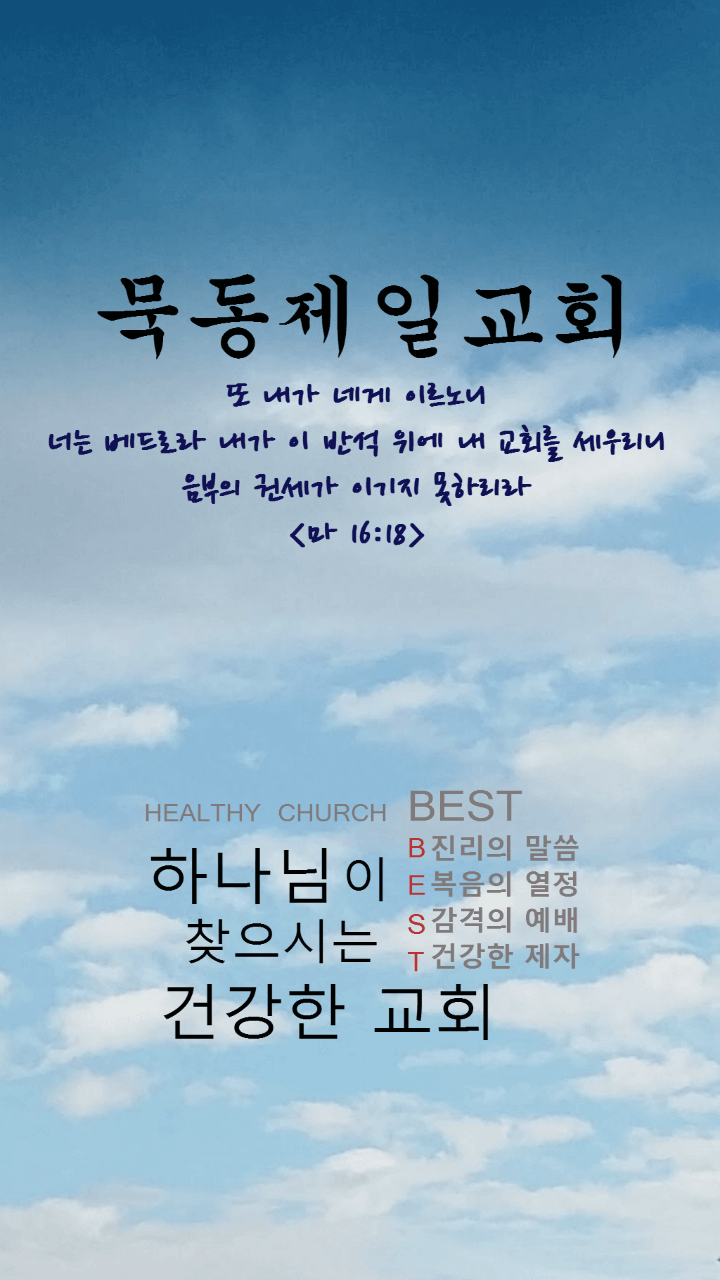 묵동제일교회
또 내가 네게 이르노니
너는 베드로라 내가 이 반석 위에 내 교회를 세우리니
음부의 권세가 이기지 못하리라
<마 16:18>
HEALTHY CHURCH BEST
하나님이
찾으시는
건강한 교회
B 진리의 말씀
E 복음의 열정
S 감격의 예배
T 건강한 제자